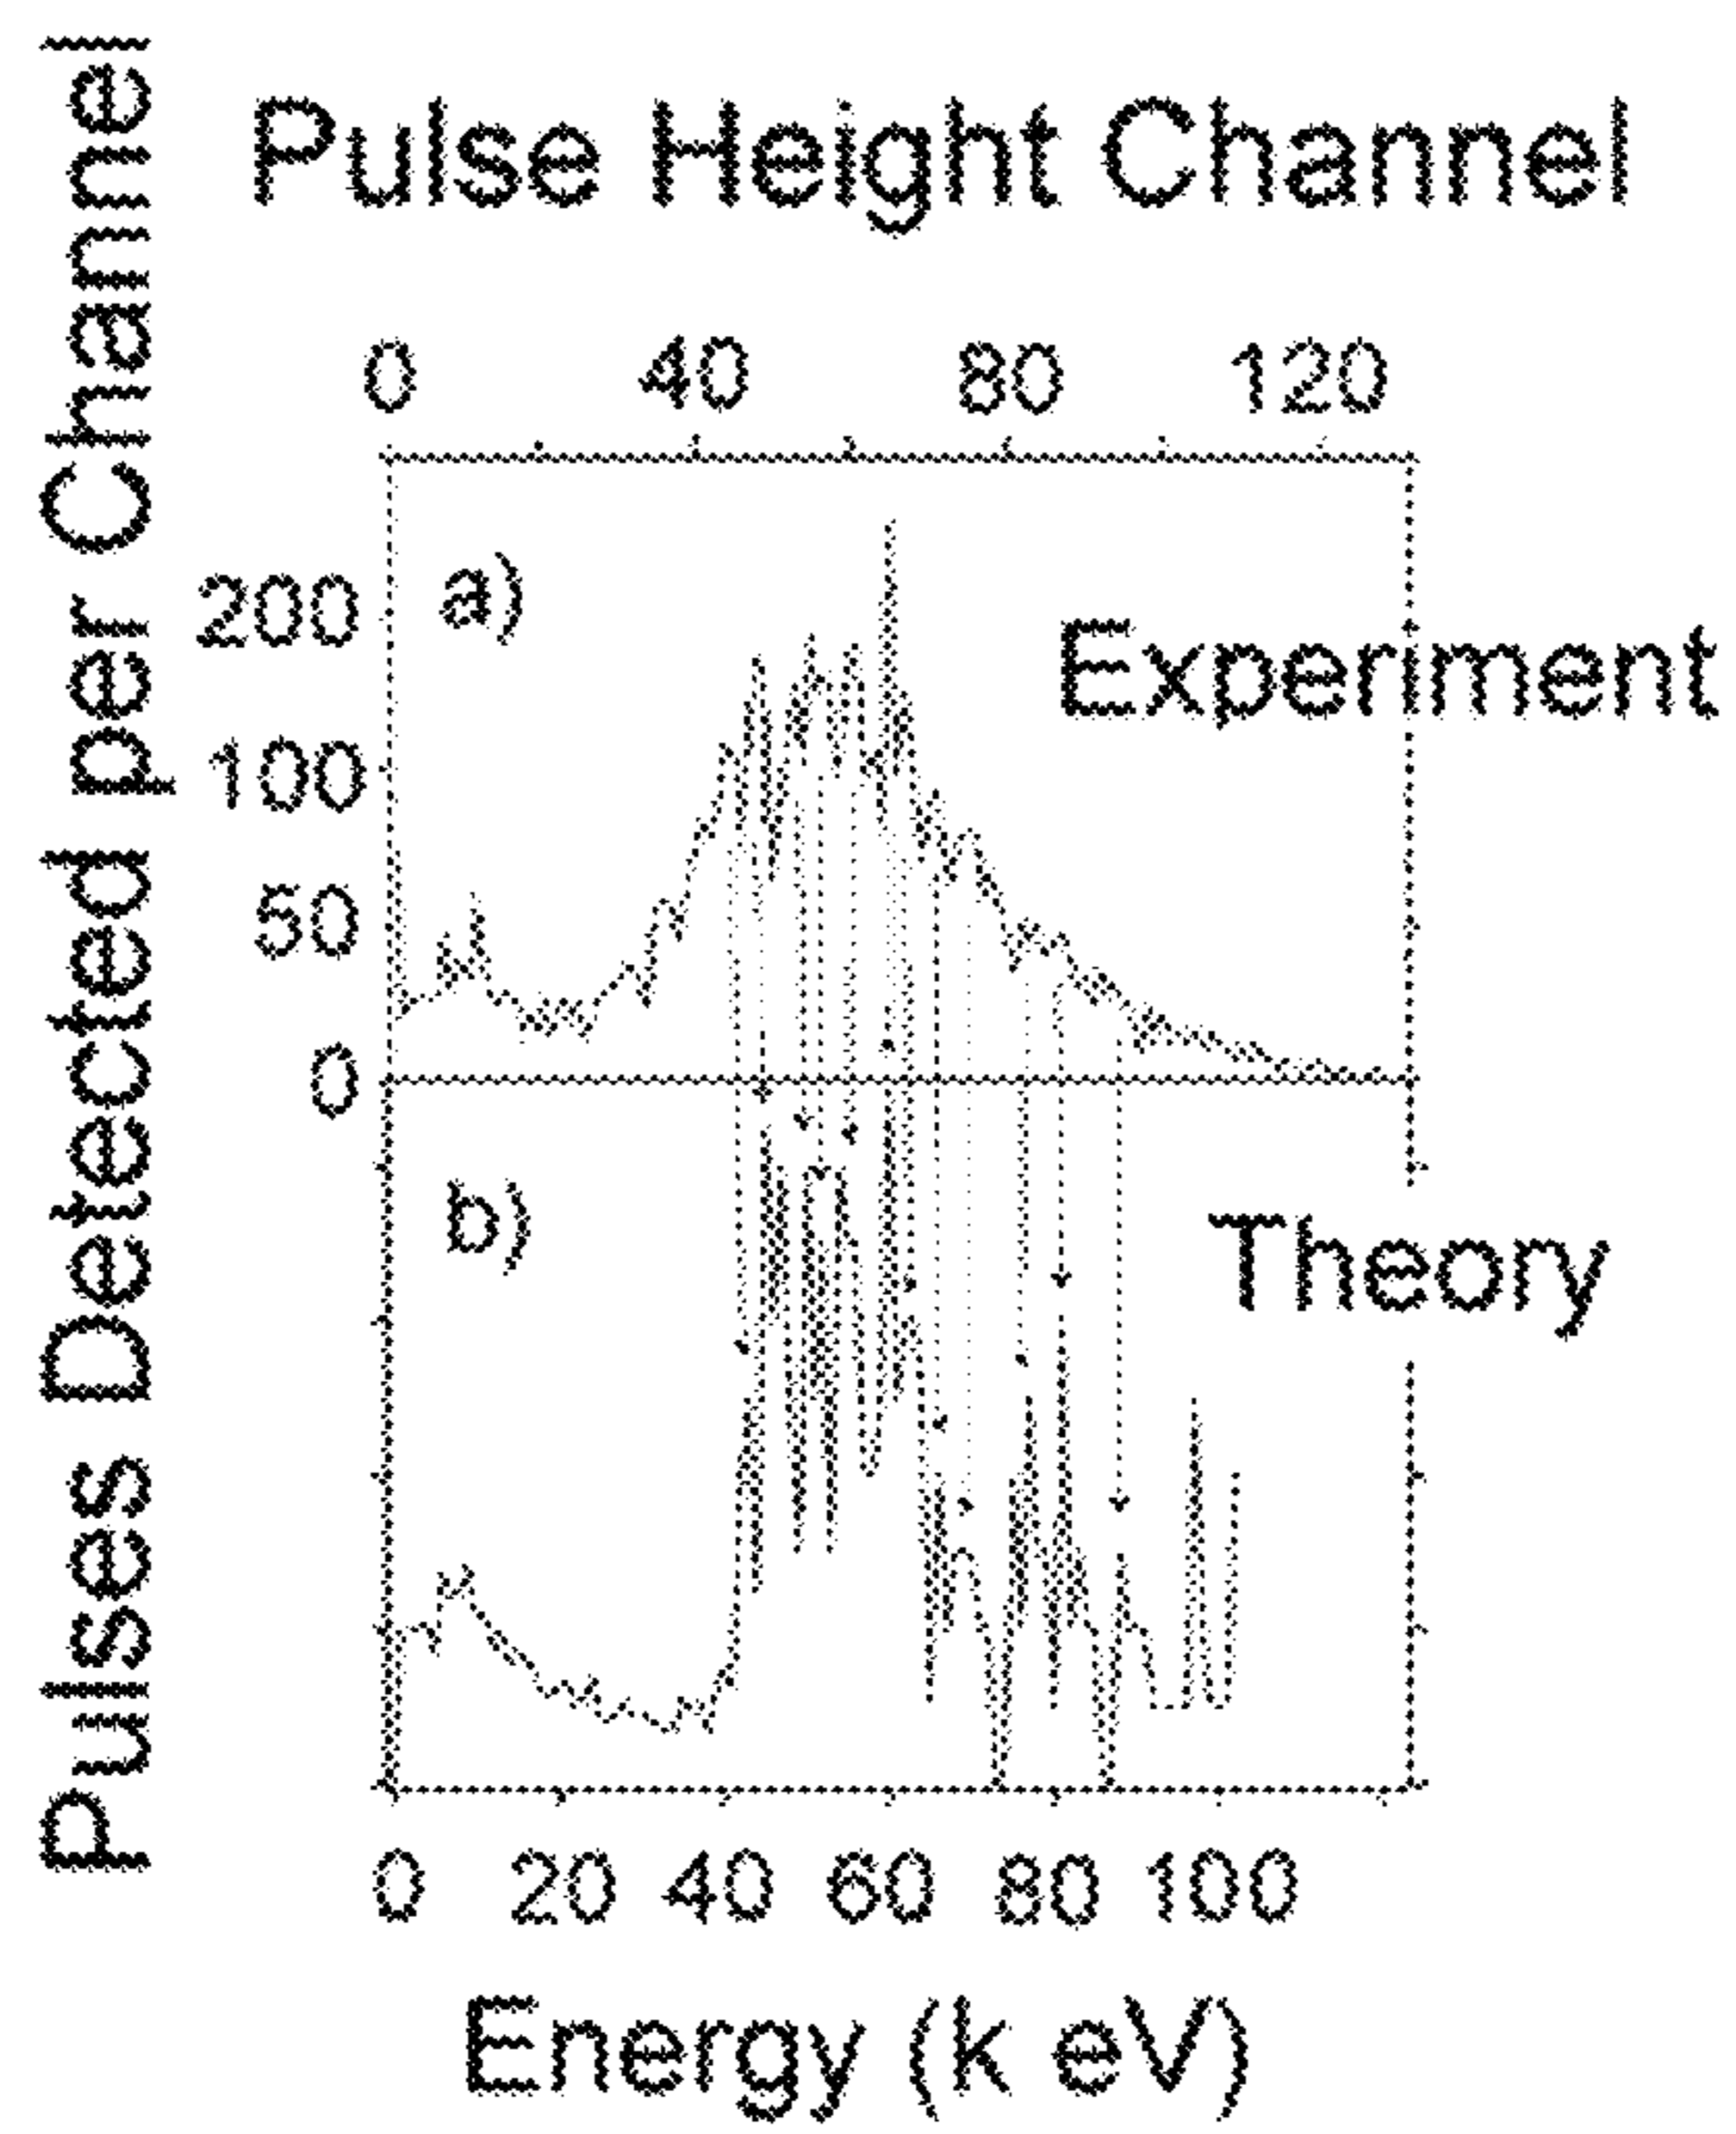 Pulses Detected per Channel
Pulse Height Channel
0 40 80 120
a)
200
Experiment
100
50
0
b)
Theory
0 20 40 60 80 100
Energy (k eV)